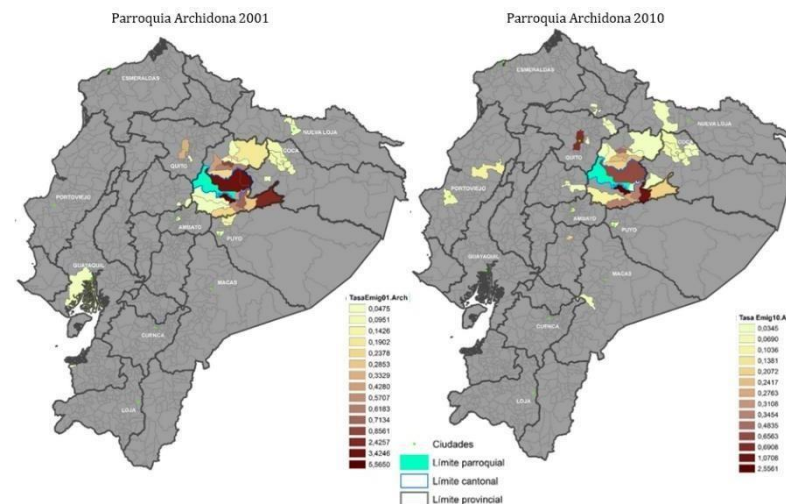 Parroquia Archidona 2001
Parroquia Archidona 2010
ESMERALDAS
NUEVA LOJA
COCA
QUITO
PORTOVIEJO
AMBATO
PUYO
GUAYAQUIL
MACAS
CUENCA
LOJA
TasaEmig01.Arch
0,0475
0,0951
0,1426
0,1902
0,2378
0,2853
0,3329
0,4280
0,5707
0,6183
0,7134
0,8561
2,4257
3,4246
5,5650
ESMERALDAS
NUEVA LOJA
COCA
QUITO
PORTOVIEJO
AMBATO
PUYO
GUAYAQUIL
MACAS
CUENCA
LOJA
Tasa Emig10.A
0,0345
0,0690
0,1036
0,1381
0,2072
0,2417
0,2763
0,3108
0,3454
0,4835
0,6563
0,6908
1,0708
2,5561
Ciudades
Límite parroquial
Límite cantonal
Límite provincial